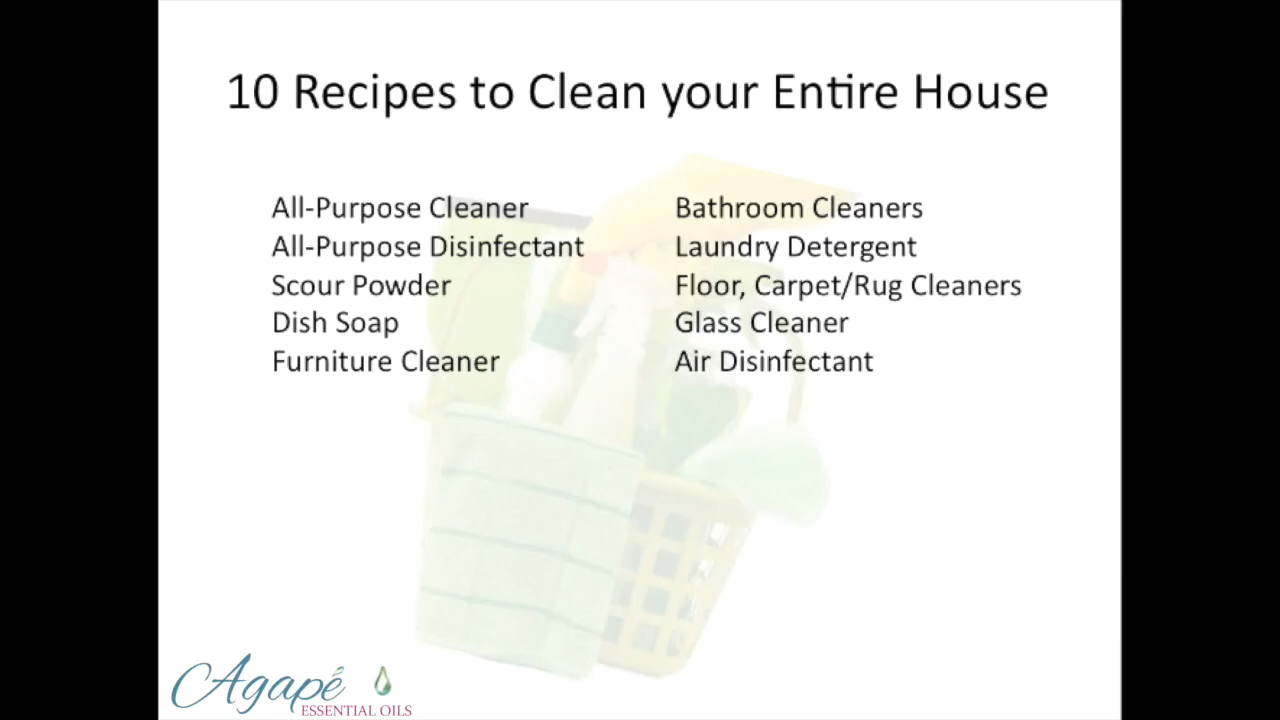 10 Recipes to Clean your Entire House
All-Purpose Cleaner
All-Purpose Disinfectant
Scour Powder
Dish Soap
Furniture Cleaner
Bathroom Cleaners
Laundry Detergent
Floor, Carpet/Rug Cleaners
Glass Cleaner
Air Disinfectant
Agapé
ESSENTIAL OILS